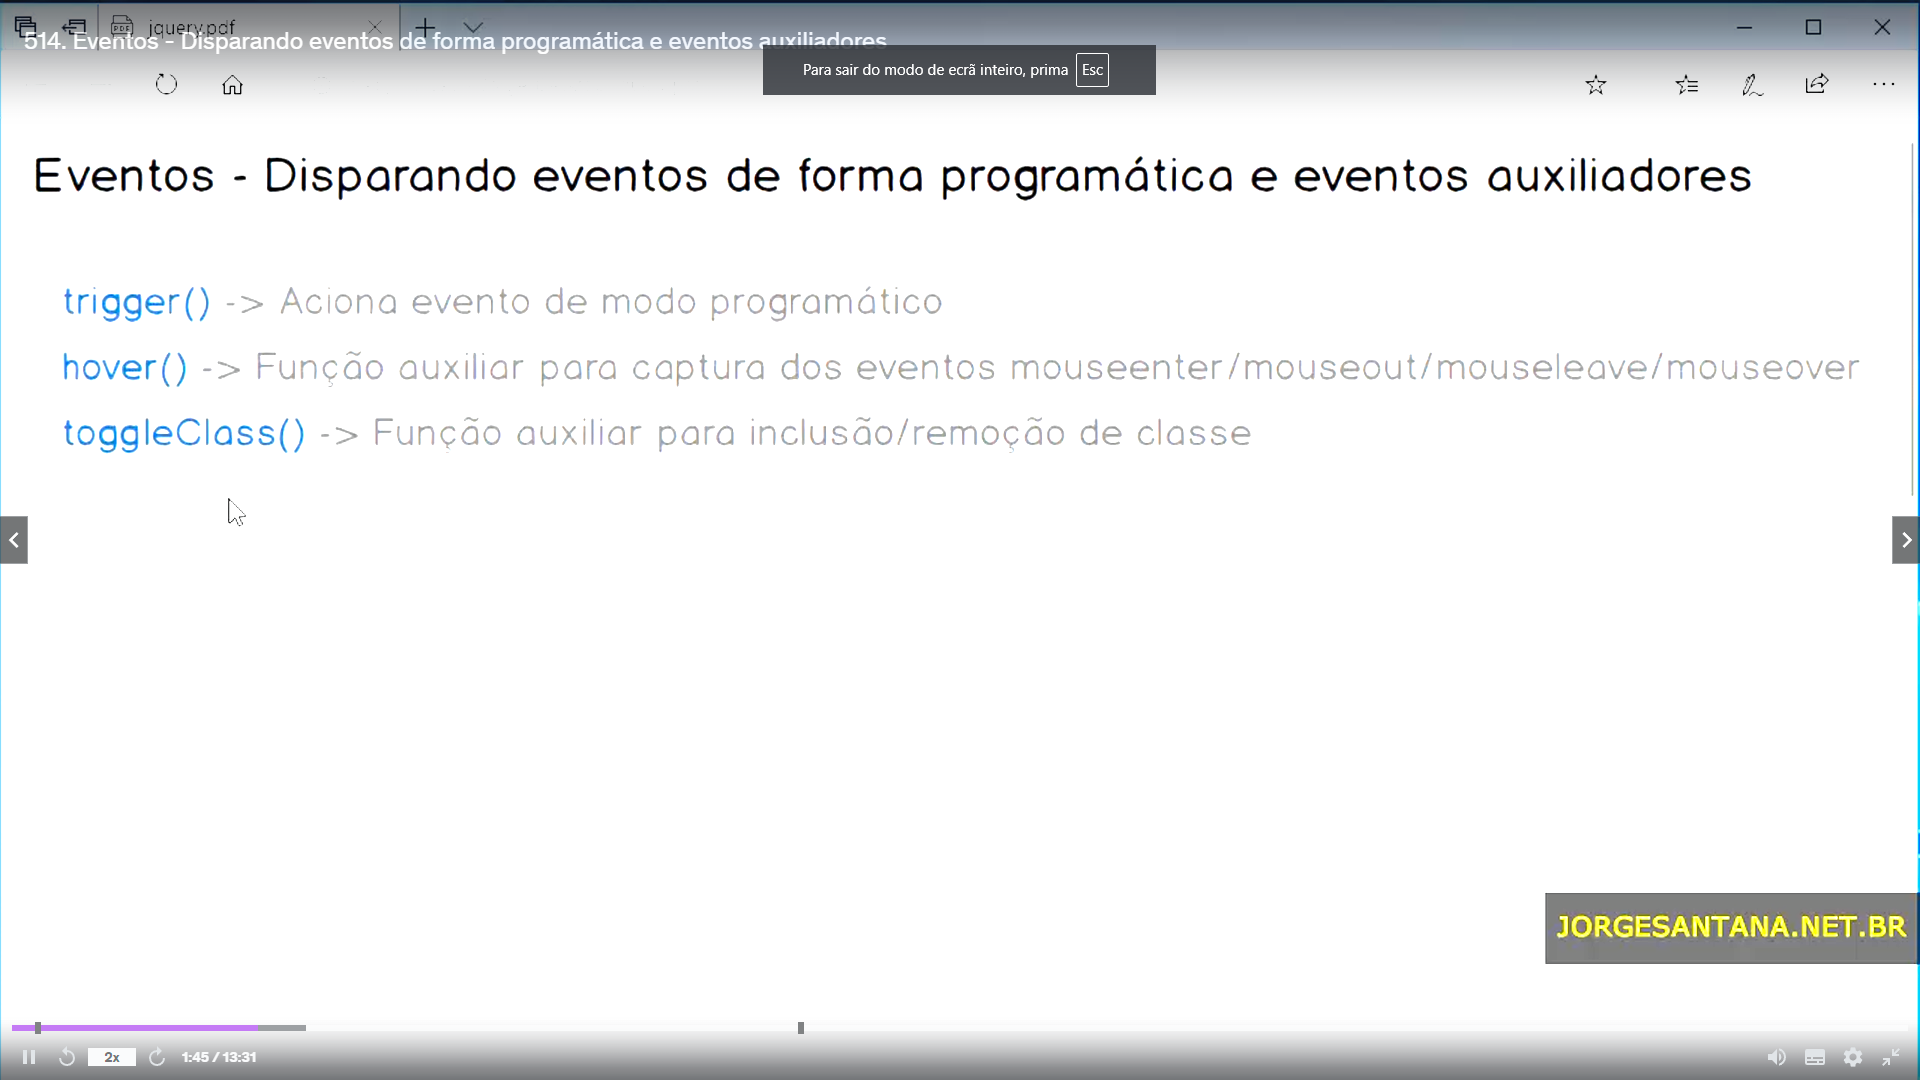 jquery.pdf
514. Eventos - Disparando eventos de forma programática e eventos auxiliadores
Para sair do modo de ecrã inteiro, prima Esc
Eventos - Disparando eventos de forma programática e eventos auxiliadores
trigger() -> Aciona evento de modo programático
hover() -> Função auxiliar para captura dos eventos mouseenter/mouseout/mouseleave/mouseover
toggleClass() -> Função auxiliar para inclusão/remoção de classe
JORGESANTANA.NET.BR
2x 1:45 / 13:31